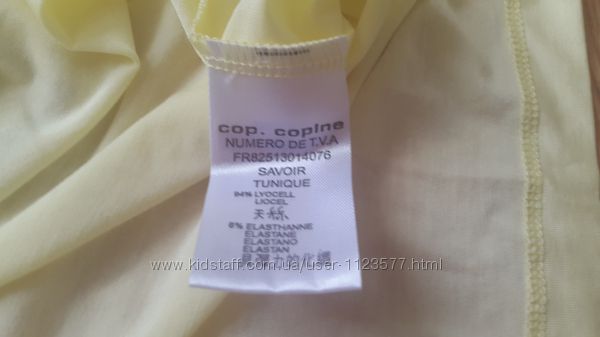 cop. copine
NUMERO DE T.V.A
FR82513014076
SAVOIR
TUNIQUE
94% LYOCELL
LIOCEL
天絲
6% ELASTHANNE
ELASTANE
ELASTANO
ELASTAN
www.kidstaff.com.ua/user-1123577.html